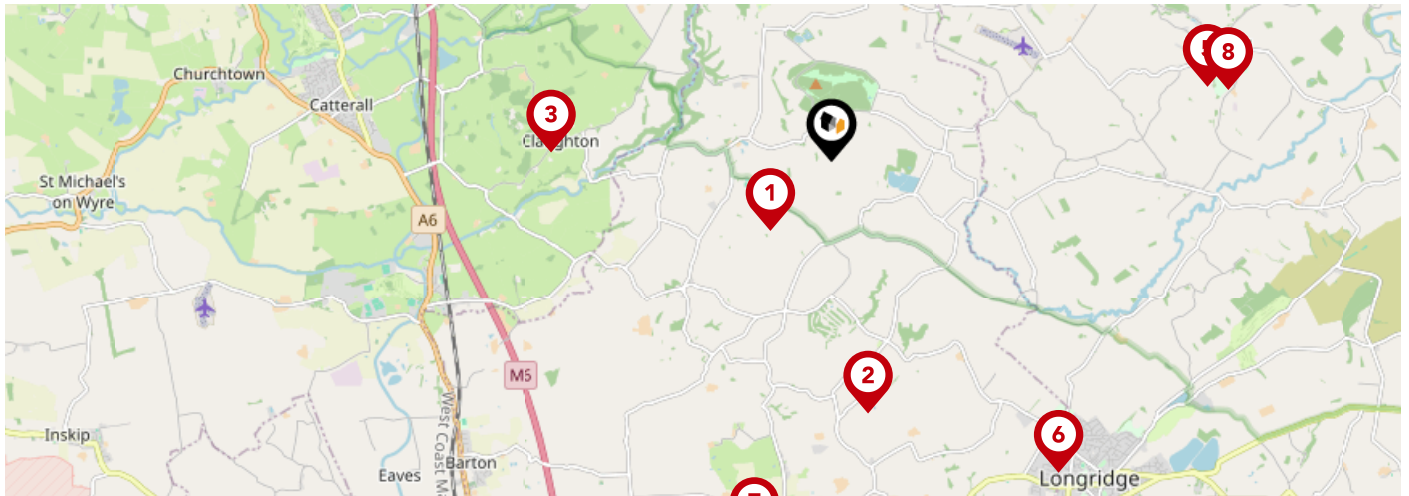 8
Churchtown
Catterall
3
Claughton
St Michael's
on Wyre
1
A6
M6
2
Inskip
6
West Coast Ma
Barton
Eaves
Longridge